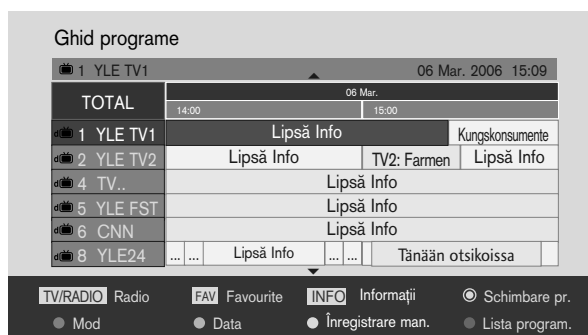 Ghid programe
1 YLE TV1 06 Mar. 2006 15:09
TOTAL 06 Mar.
14:00 15:00
1 YLE TV1 Lipsă Info Kungskonsumente
2 YLE TV2 Lipsă Info TV2: Farmen Lipsă Info
4 TV.. Lipsă Info
5 YLE FST Lipsă Info
6 CNN Lipsă Info
8 YLE24 ... ... Lipsă Info ... ... Tänään otsikoissa
TV/RADIO Radio FAV Favourite INFO Informaţii Schimbare pr.
Mod Data Înregistrare man. Lista program.